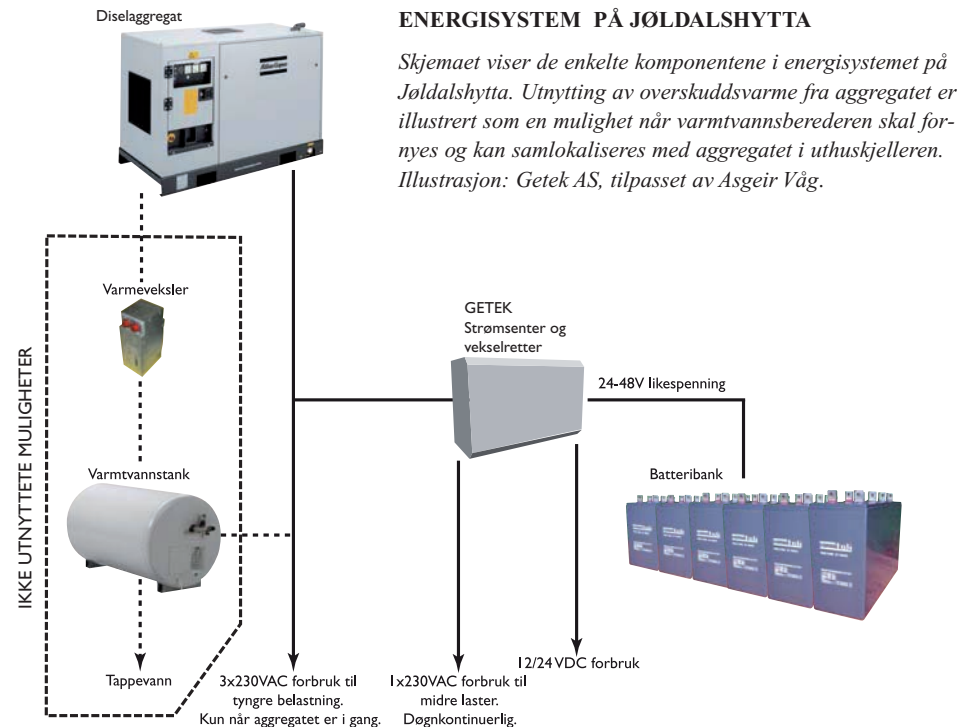 Diselaggregat
ENERGISYSTEM PÅ JØLDALSHYTTA
Skjemaet viser de enkelte komponentene i energisystemet på
Jøldalshytta. Utnytting av overskuddsvarme fra aggregatet er
illustrert som en mulighet når varmtvannsberederen skal for-
nyes og kan samlokaliseres med aggregatet i uthuskjelleren.
Illustrasjon: Getek AS, tilpasset av Asgeir Våg.
IKKE UTNYTTETE MULIGHETER
Varmeveksler
GETEK
Strømsenter og
vekselretter
24-48V likespenning
Varmtvannstank
Batteribank
Tappevann
3x230VAC forbruk til
tyngre belastning.
Kun når aggregatet er i gang.
1x230VAC forbruk til
midre laster.
Døgnkontinuerlig.
12/24VDC forbruk